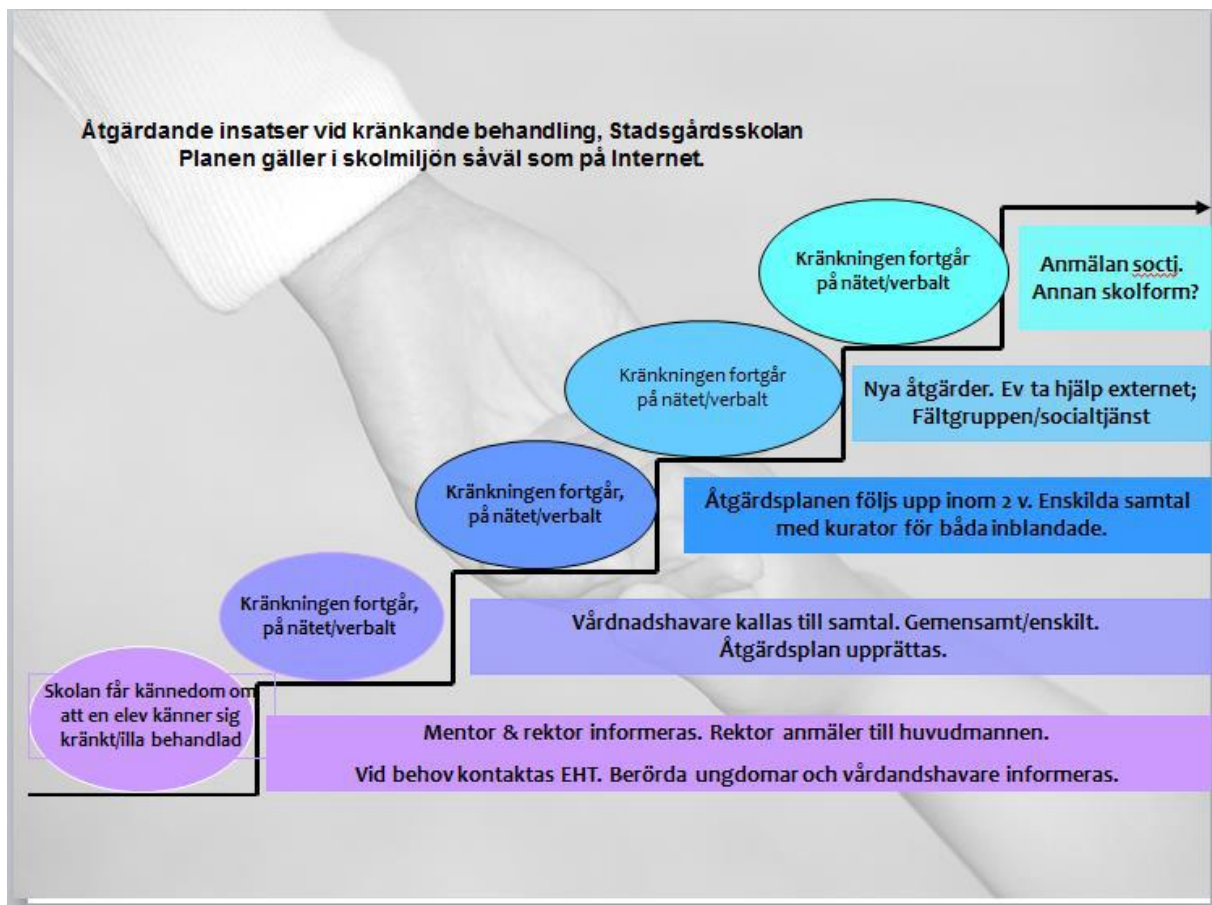 Åtgärdande insatser vid kränkande behandling, Stadsgårdsskolan
Planen gäller i skolmiljön såväl som på Internet.
Kränkningen fortgår
på nätet/verbalt
Anmälan soctj.
Annan skolform?
Kränkningen fortgår
på nätet/verbalt
Nya åtgärder. Ev ta hjälp externet;
Fältgruppen/socialtjänst
Kränkningen fortgår,
på nätet/verbalt
Åtgärdsplanen följs upp inom 2 v. Enskilda samtal
med kurator för båda inblandade.
Kränkningen fortgår,
på nätet/verbalt
Vårdnadshavare kallas till samtal. Gemensamt/enskilt.
Åtgärdsplan upprättas.
Skolan får kännedom om
att en elev känner sig
kränkt/illa behandlad
Mentor & rektor informeras. Rektor anmäler till huvudmannen.
Vid behov kontaktas EHT. Berörda ungdomar och vårdandshavare informeras.